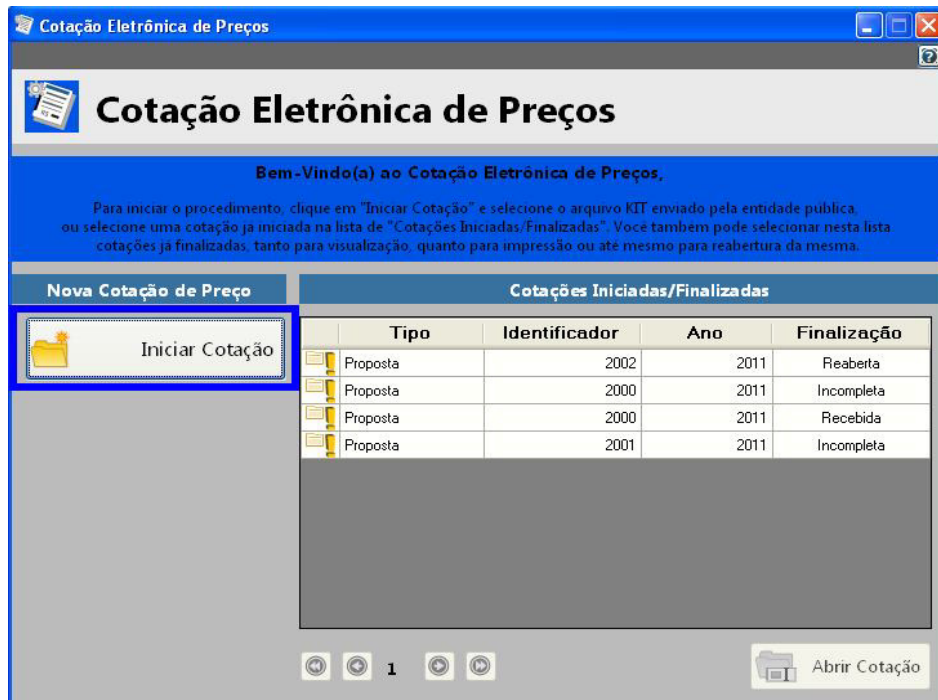 Cotação Eletrônica de Preços
Cotação Eletrônica de Preços
Bem-Vindo(a) ao Cotação Eletrônica de Preços,
Para iniciar o procedimento, clique em "Iniciar Cotação" e selecione o arquivo KIT enviado pela entidade pública,
ou selecione uma cotação já iniciada na lista de "Cotações Iniciadas/Finalizadas". Você também pode selecionar nesta lista
cotações já finalizadas, tanto para visualização, quanto para impressão ou até mesmo para reabertura da mesma.
Nova Cotação de Preço
Iniciar Cotação
Cotações Iniciadas/Finalizadas
Tipo Identificador Ano Finalização
Proposta 2002 2011 Reaberta
Proposta 2000 2011 Incompleta
Proposta 2000 2011 Recebida
Proposta 2001 2011 Incompleta
1
Abrir Cotação